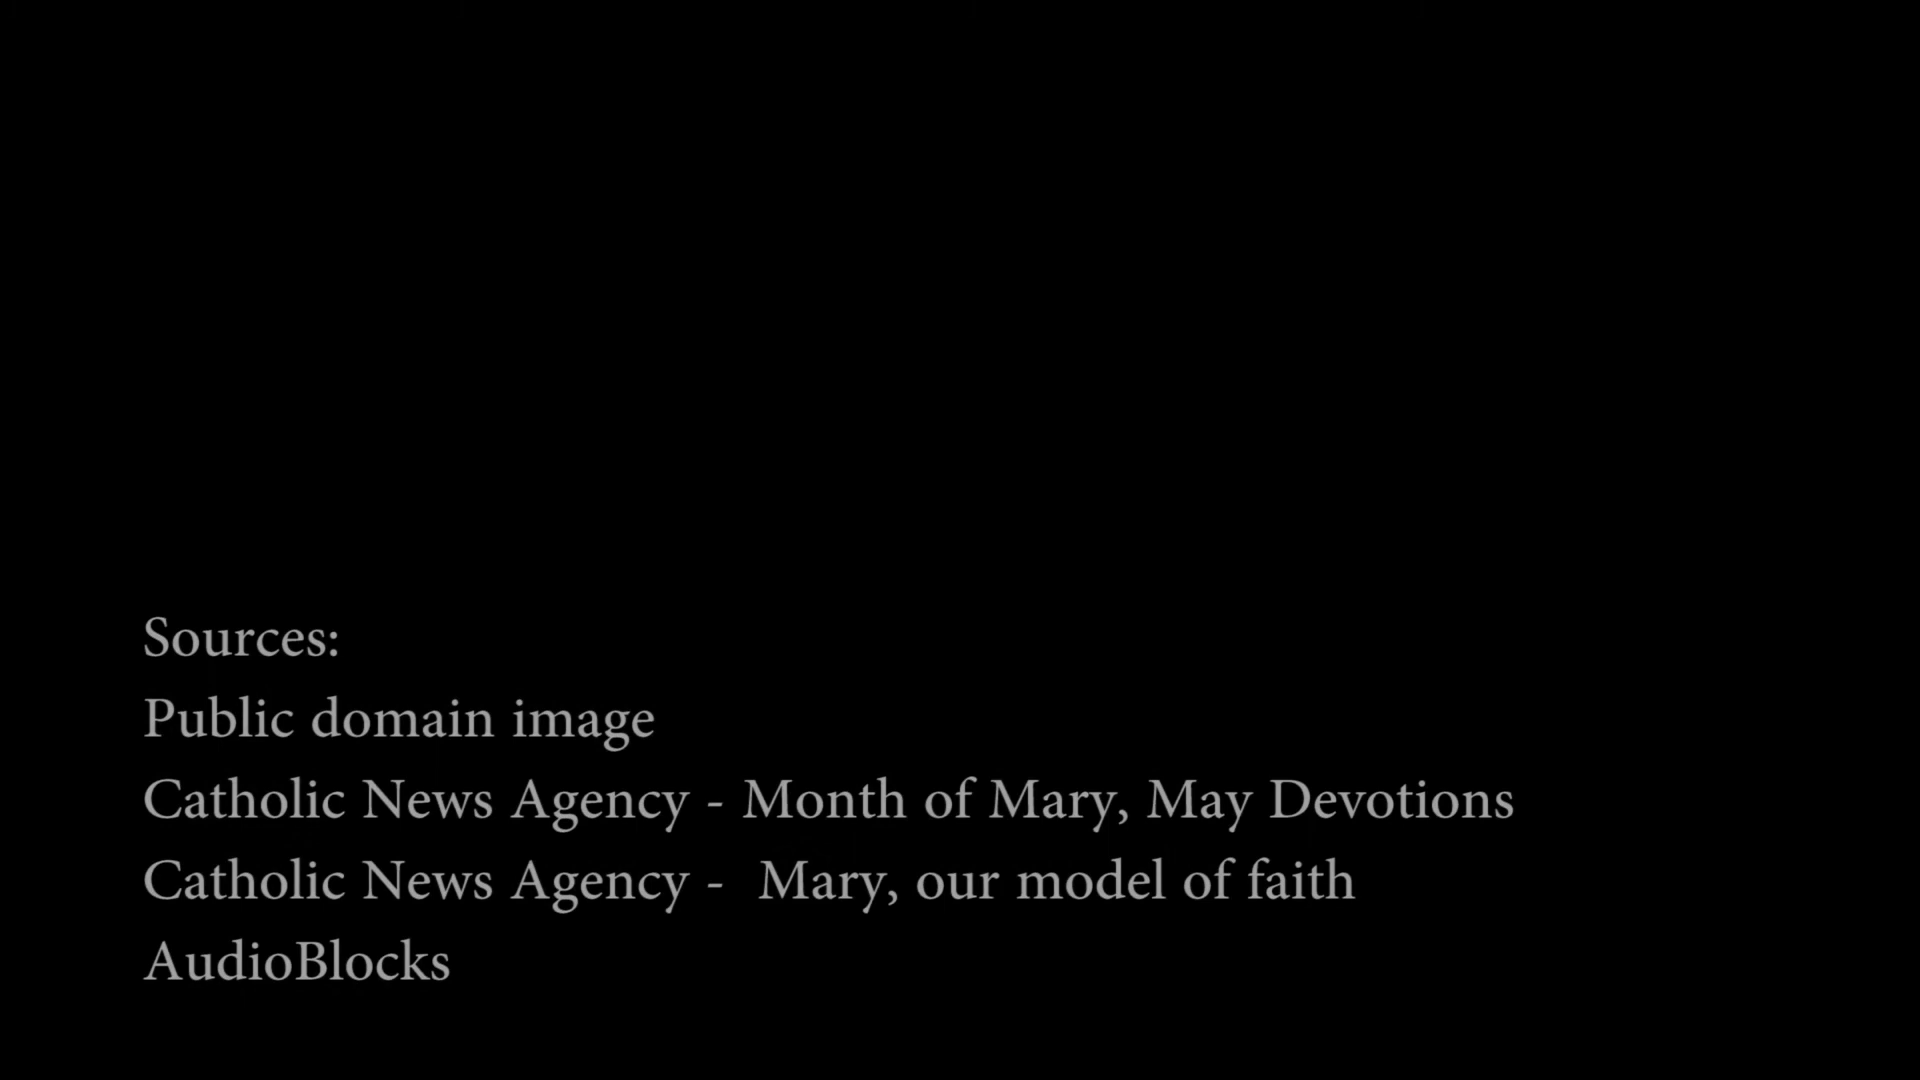 Sources:
Public domain image
Catholic News Agency - Month of Mary, May Devotions
Catholic News Agency -  Mary, our model of faith
AudioBlocks